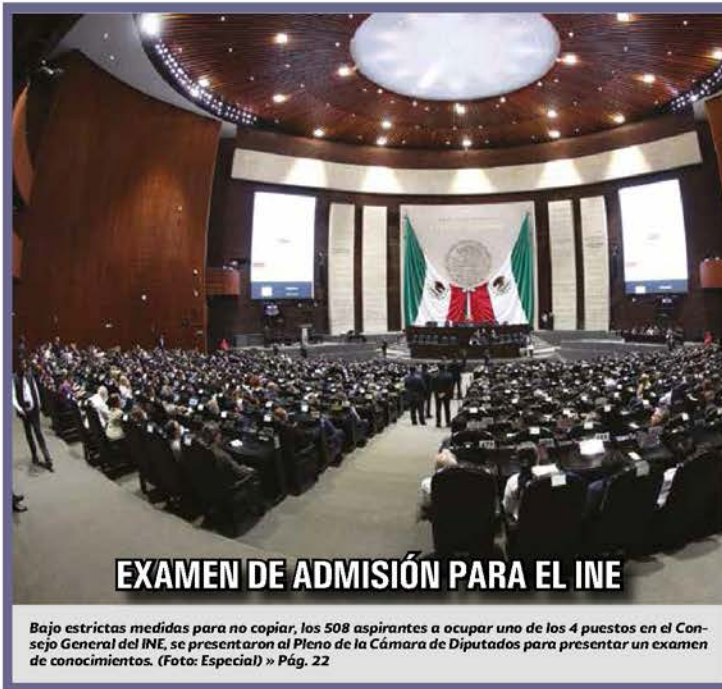 EXAMEN DE ADMISIÓN PARA EL INE
Bajo estrictas medidas para no copiar, los 508 aspirantes a ocupar uno de los 4 puestos en el Con-
sejo General del INE, se presentaron al Pleno de la Cámara de Diputados para presentar un examen
de conocimientos. (Foto: Especial) » Pág. 22